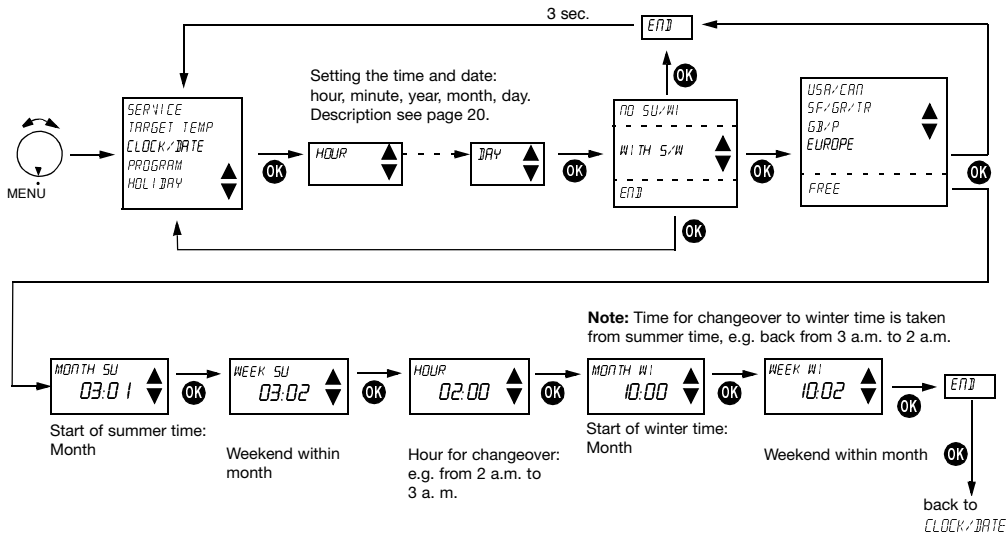 3 sec.
END
OK
Setting the time and date:
hour, minute, year, month, day.
Description see page 20.
SERVICE
TARGET TEMP
CLOCK/DATE
PROGRAM
HOLIDAY
MENU
OK
HOUR
DAY
OK
NO SU/WI
WITH S/W
END
OK
OK
USA/CAN
SF/GR/TR
GB/P
EUROPE
FREE
OK
Note: Time for changeover to winter time is taken
from summer time, e.g. back from 3 a.m. to 2 a.m.
MONTH SU
03:01
OK
Start of summer time:
Month
WEEK SU
03:02
OK
Weekend within
month
HOUR
02:00
OK
Hour for changeover:
e.g. from 2 a.m. to
3 a. m.
MONTH WI
10:00
OK
Start of winter time:
Month
WEEK WI
10:02
OK
Weekend within month
END
OK
back to
CLOCK/DATE